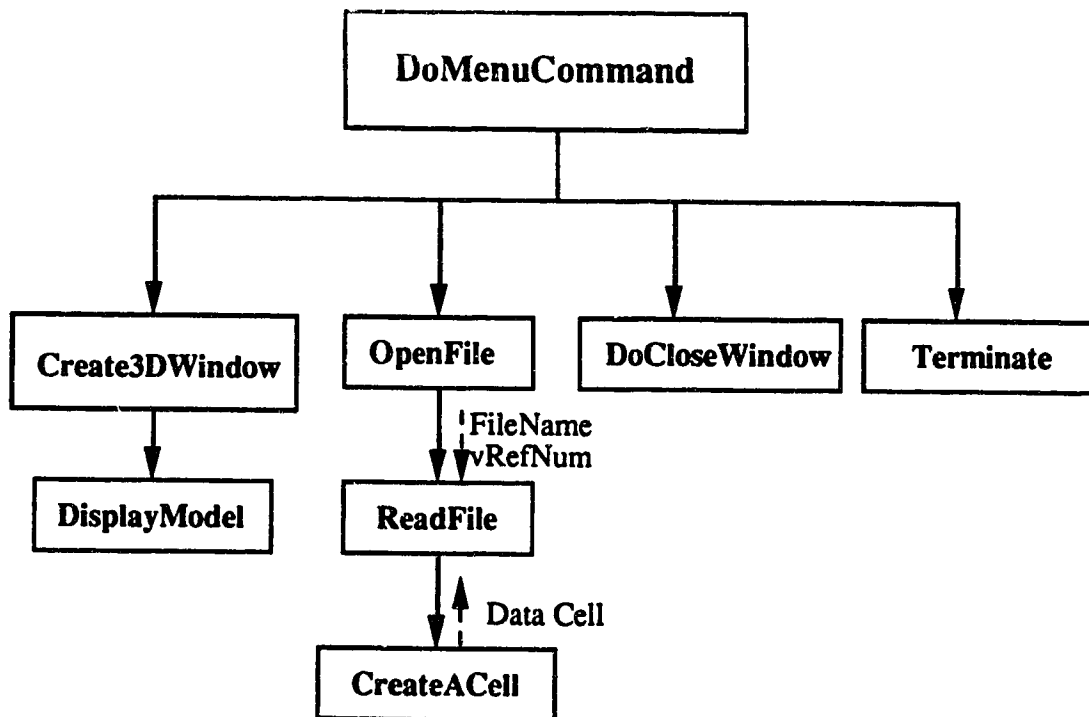 DoMenuCommand
Create3DWindow
OpenFile
DoCloseWindow
Terminate
FileName
vRefNum
DisplayModel
ReadFile
Data Cell
CreateACell